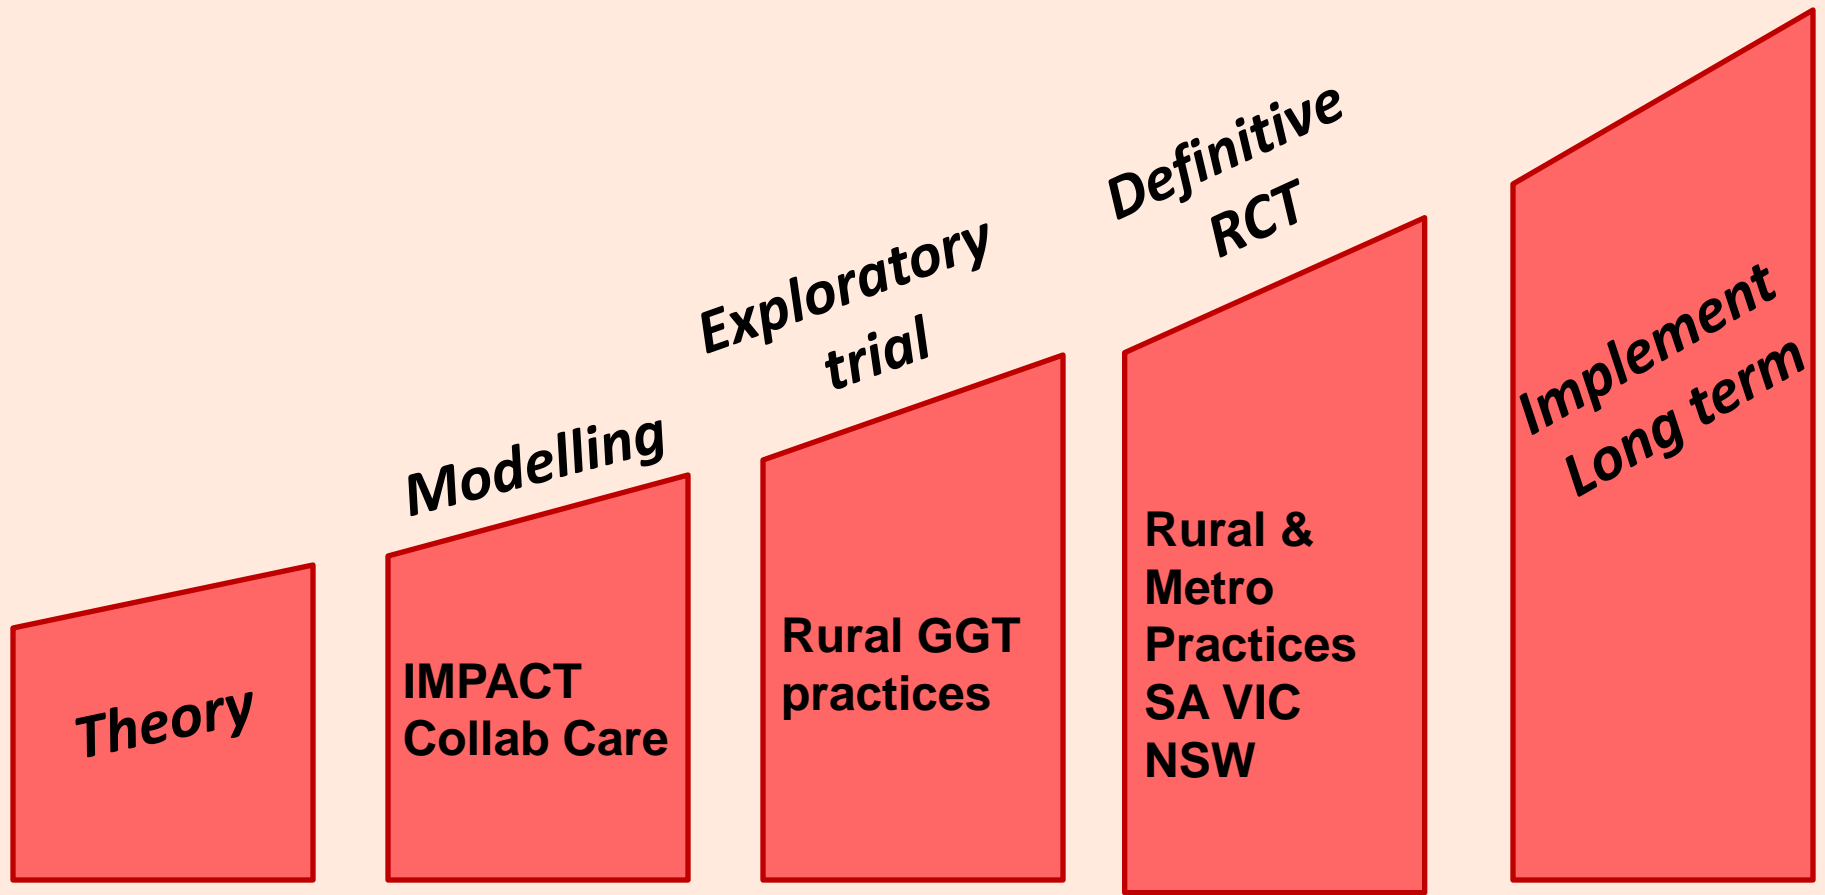 Theory
Modelling
IMPACT
Collab Care
Exploratory
trial
Rural GGT
practices
Definitive
RCT
Rural &
Metro
Practices
SA VIC
NSW
Implement
Long term